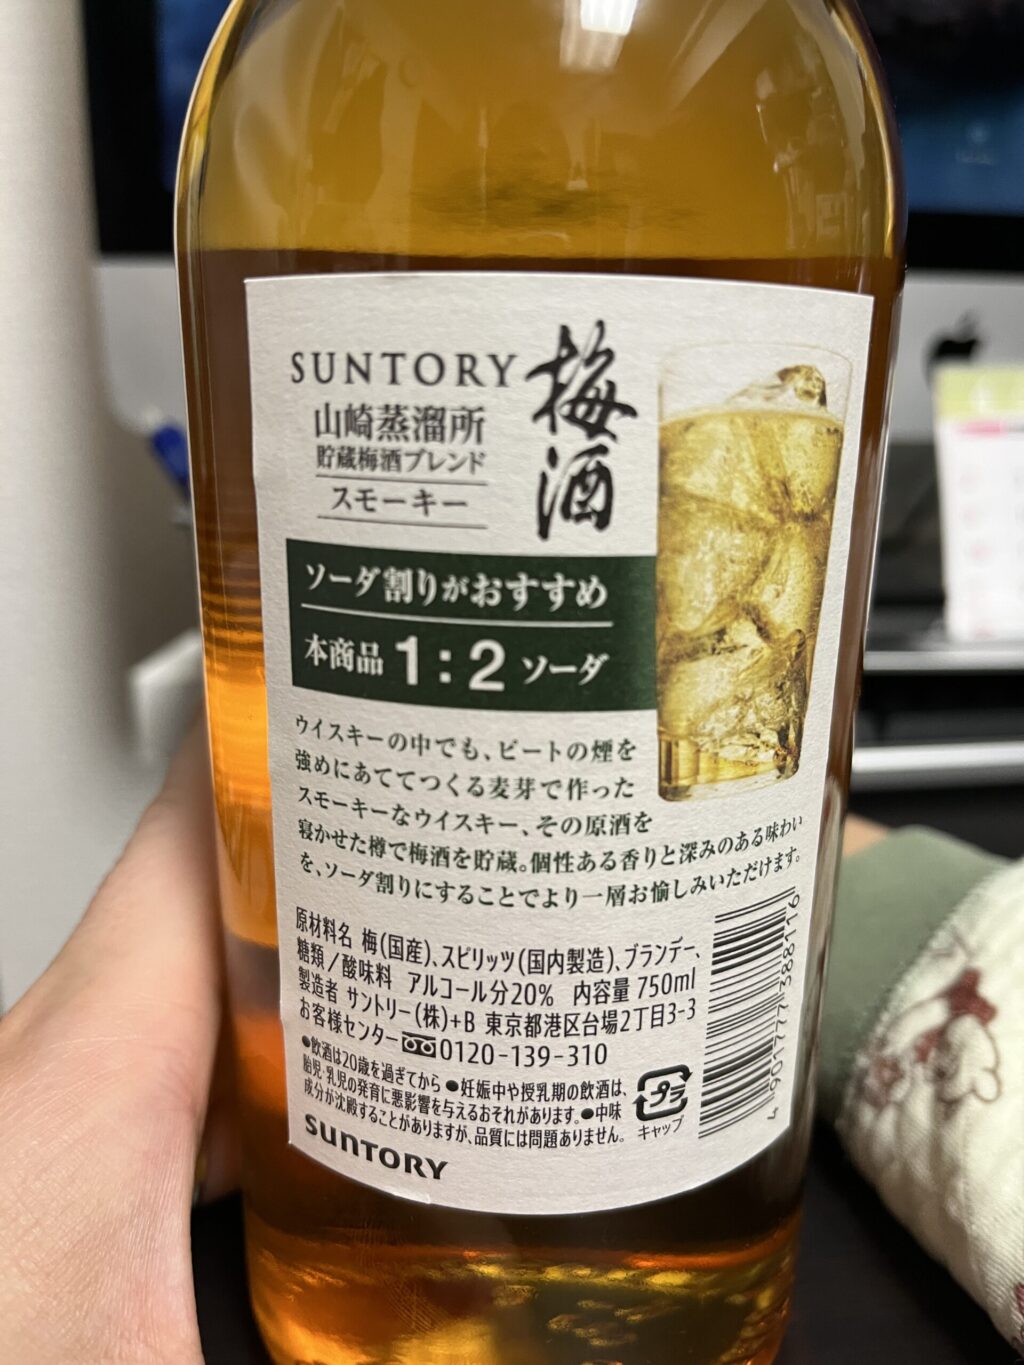 SUNTORY
梅酒
山崎蒸溜所
貯蔵梅酒ブレンド
スモーキー
ソーダ割りがおすすめ
本商品 1:2 ソーダ
ウイスキーの中でも、ピートの煙を
強めにあててつくる麦芽で作った
スモーキーなウイスキー、その原酒を
寝かせた樽で梅酒を貯蔵。個性ある香りと深みのある味わい
を、ソーダ割りにすることでより一層お愉しみいただけます。
原材料名 梅(国産)、スピリッツ(国内製造)、ブランデー、
糖類/酸味料 アルコール分20% 内容量 750ml
製造者 サントリー(株)+B 東京都港区台場2丁目3-3
お客様センター 0120-139-310
●飲酒は20歳を過ぎてから ●妊娠中や授乳期の飲酒は、
胎児・乳児の発育に悪影響を与えるおそれがあります。●中味
成分が沈殿することがありますが、品質には問題ありません。
プラ
キャップ
SUNTORY
4 901777 388116